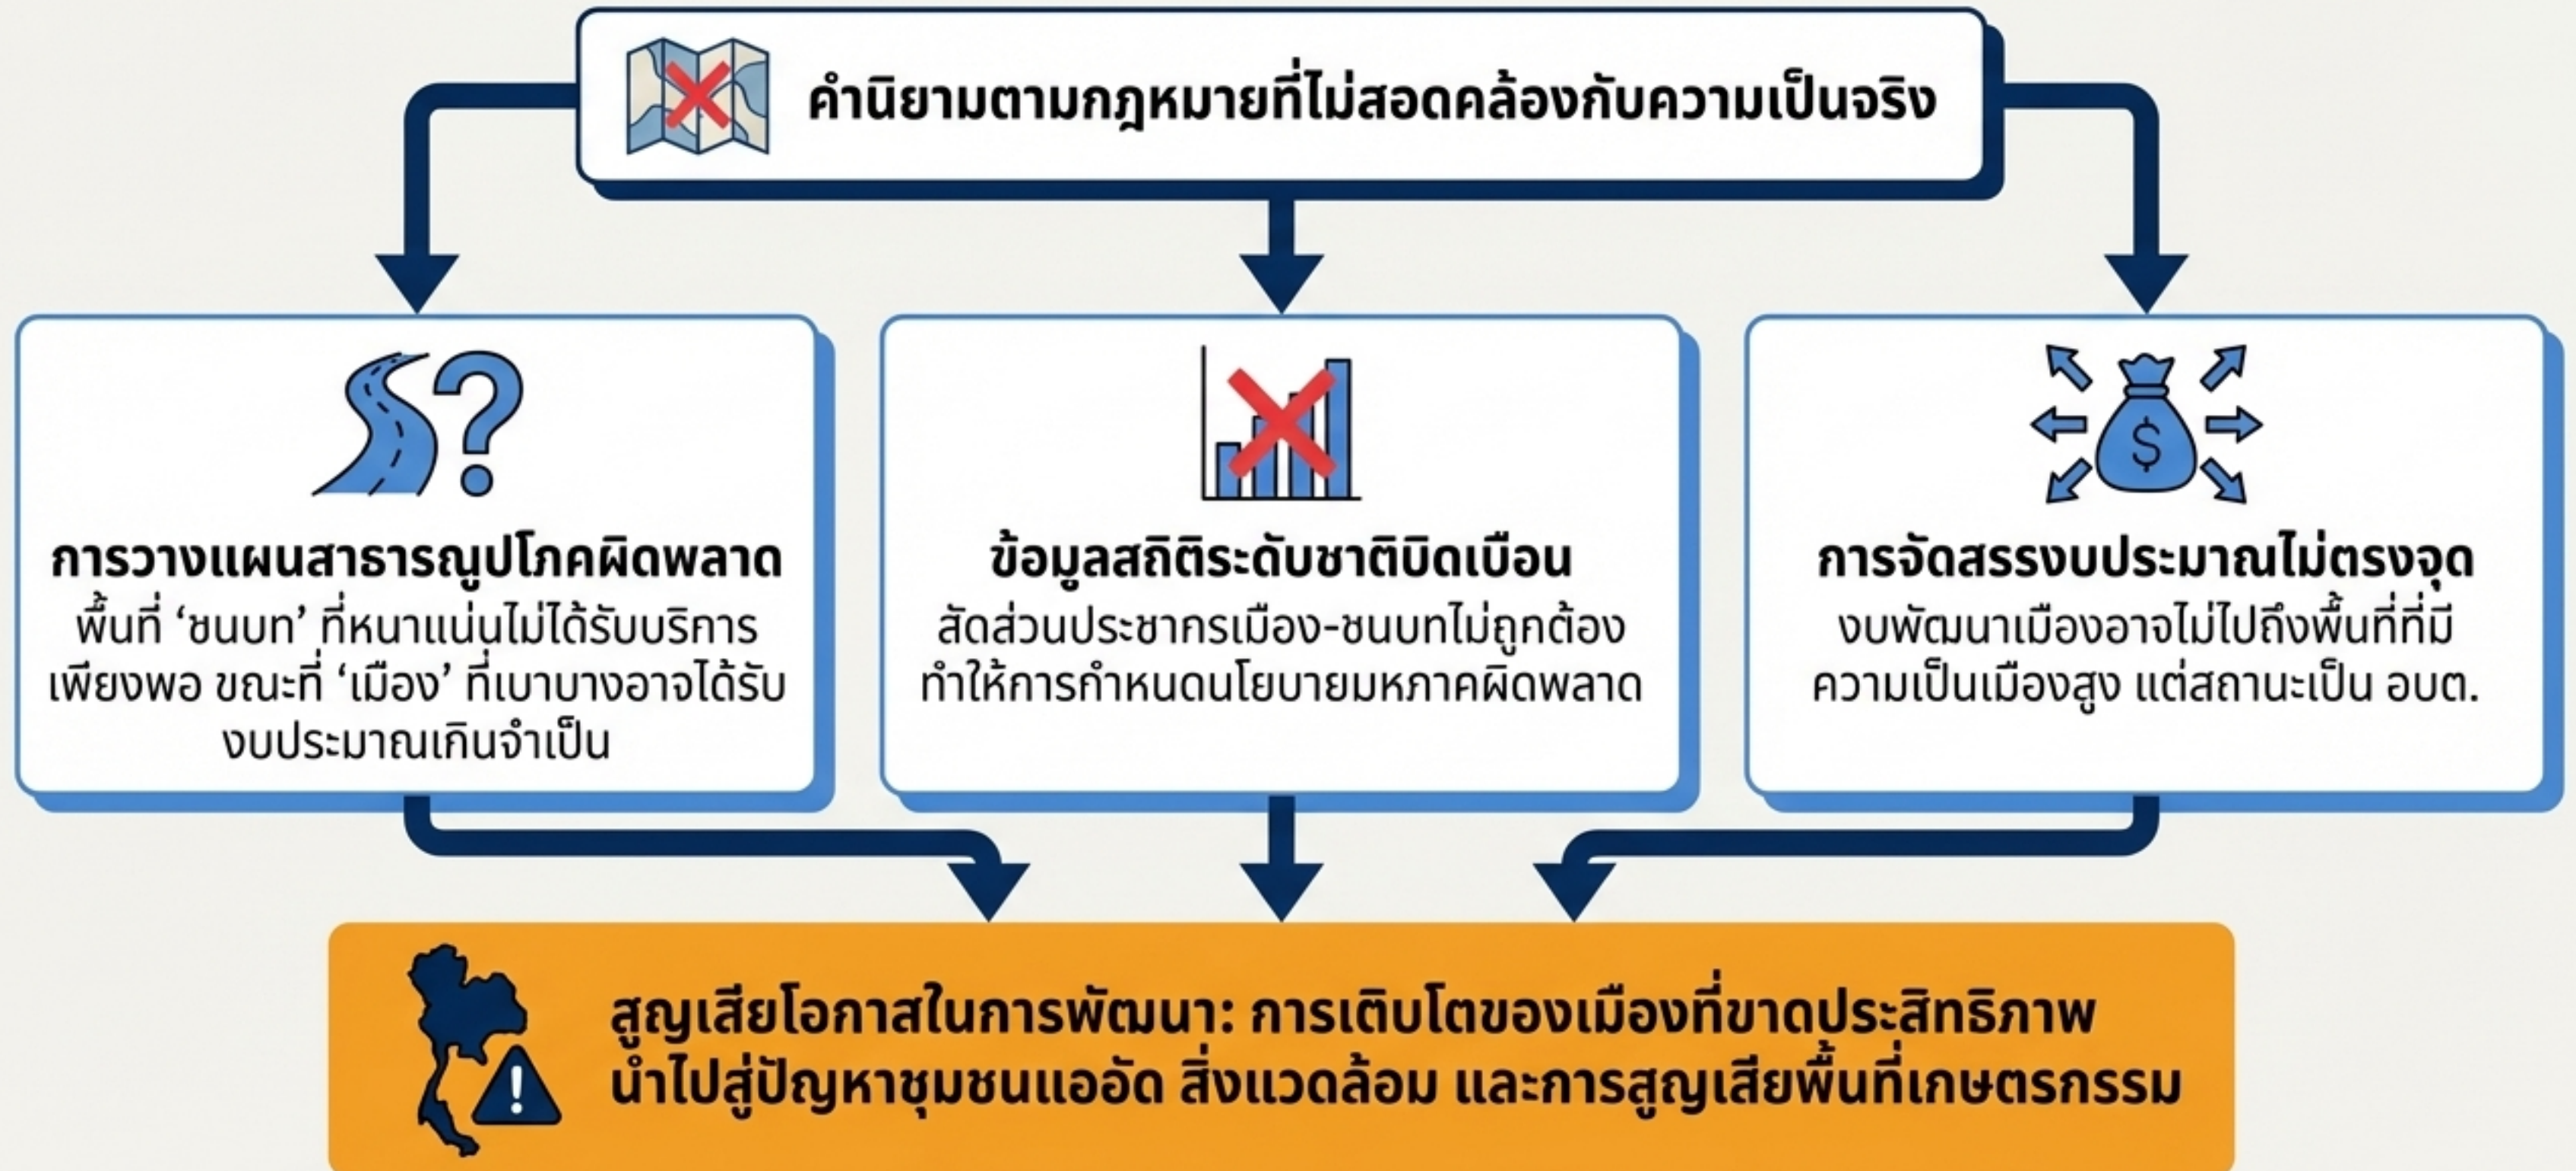 คำนิยามตามกฎหมายที่ไม่สอดคล้องกับความเป็นจริง
การวางแผนสาธารณูปโภคผิดพลาด
พื้นที่ ‘ชนบท’ ที่หนาแน่นไม่ได้รับบริการ
เพียงพอ ขณะที่ ‘เมือง’ ที่เบาบางอาจได้รับ
งบประมาณเกินจำเป็น
ข้อมูลสถิติระดับชาติบิดเบือน
สัดส่วนประชากรเมือง-ชนบทไม่ถูกต้อง
ทำให้การกำหนดนโยบายมหภาคผิดพลาด
$
การจัดสรรงบประมาณไม่ตรงจุด
งบพัฒนาเมืองอาจไม่ไปถึงพื้นที่ที่มี
ความเป็นเมืองสูง แต่สถานะเป็น อบต.
สูญเสียโอกาสในการพัฒนา: การเติบโตของเมืองที่ขาดประสิทธิภาพ
นำไปสู่ปัญหาชุมชนแออัด สิ่งแวดล้อม และการสูญเสียพื้นที่เกษตรกรรม